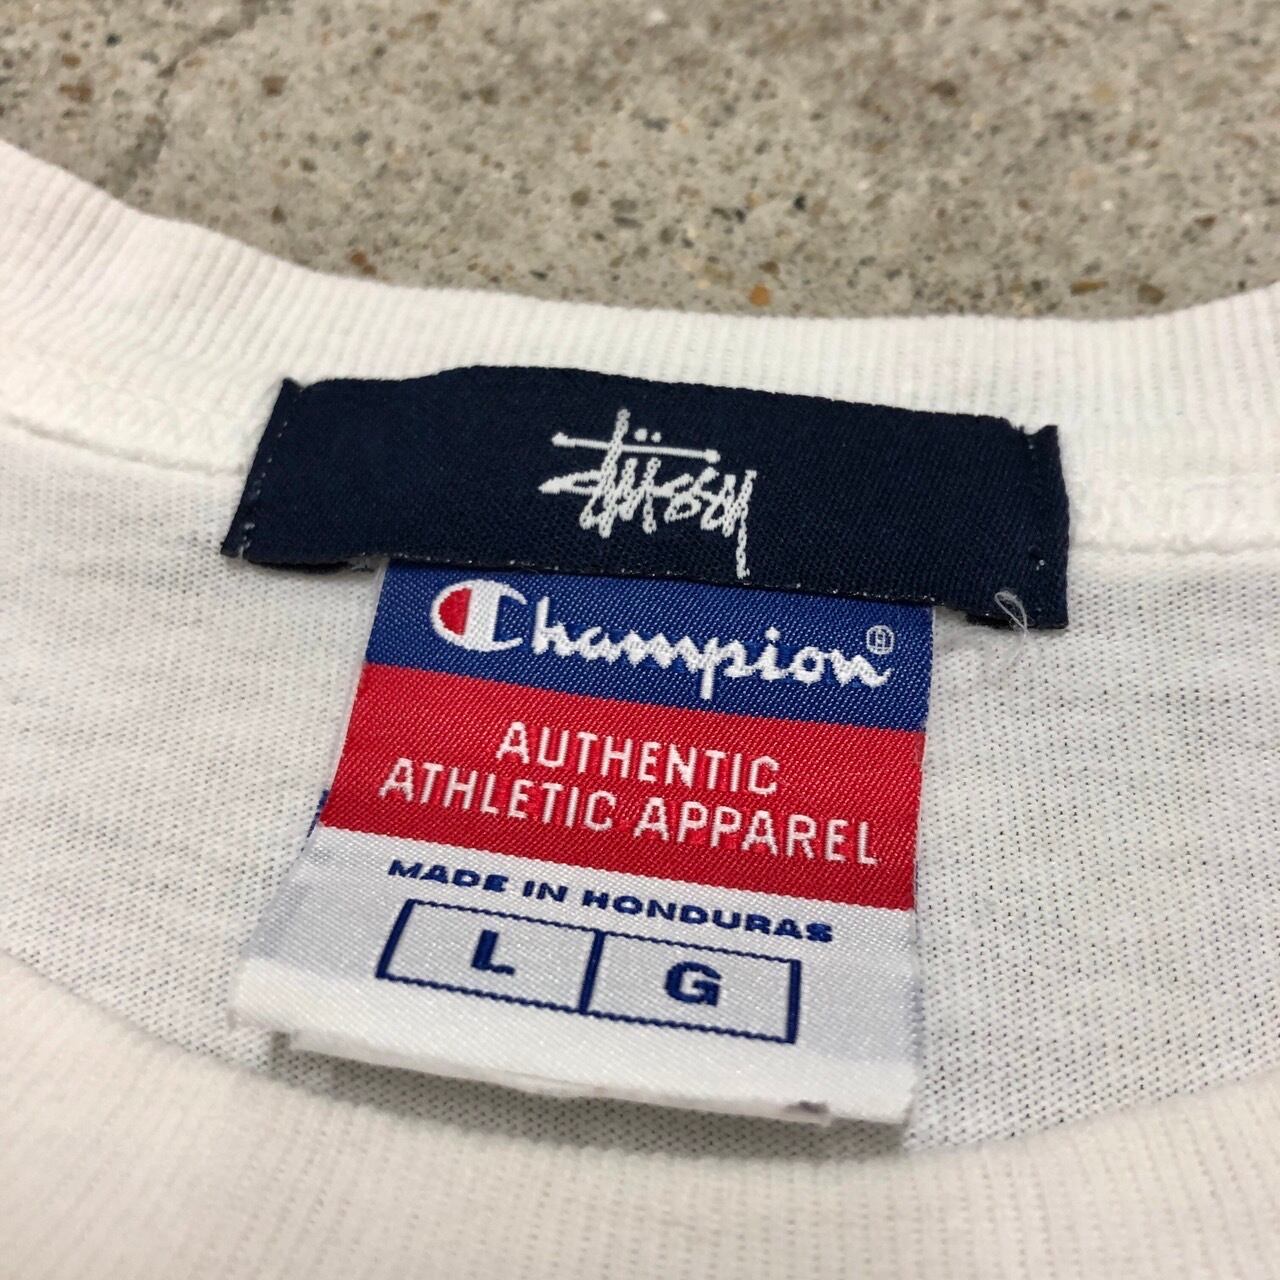 Stüssy
Champion®
AUTHENTIC
ATHLETIC APPAREL
MADE IN HONDURAS
L G